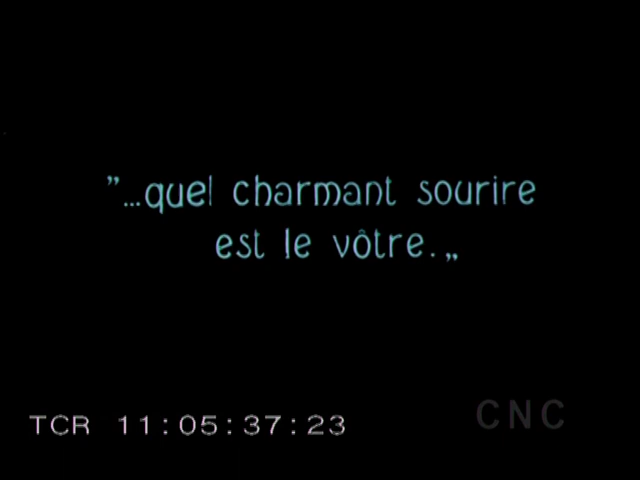 "...quel charmant sourire
est le vôtre.„
TCR 11:05:37:23
CNC